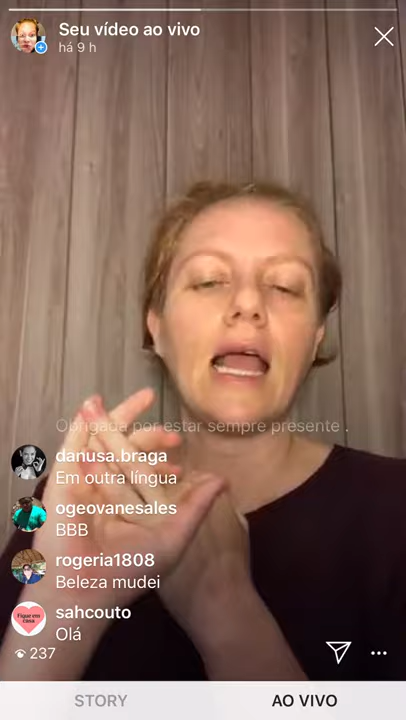 Seu vídeo ao vivo
há 9 h
Obrigada por estar sempre presente .
danusa.braga
Em outra língua
ogeovanesales
BBB
rogeria1808
Beleza mudei
Fique em
casa
sahcouto
Olá
237
STORY
AO VIVO